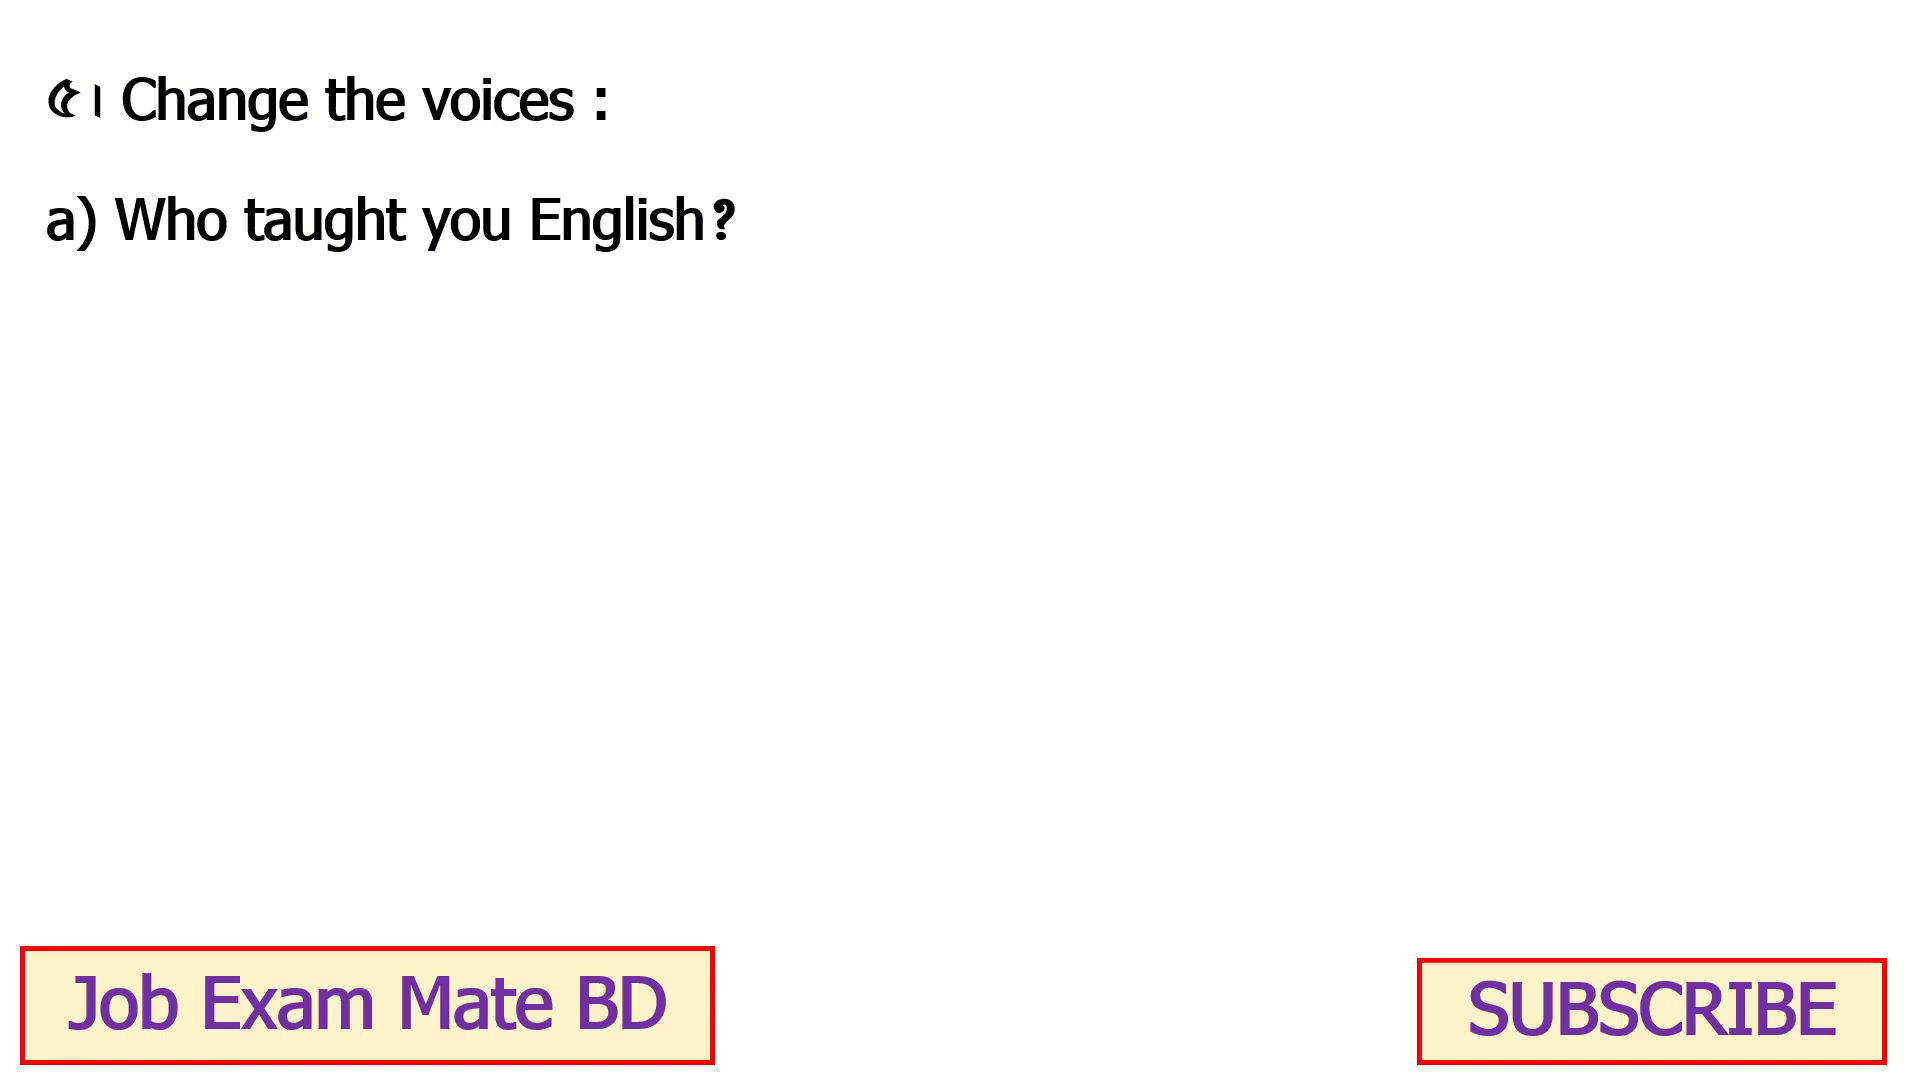 ৫। Change the voices :
a) Who taught you English?
Job Exam Mate BD
SUBSCRIBE